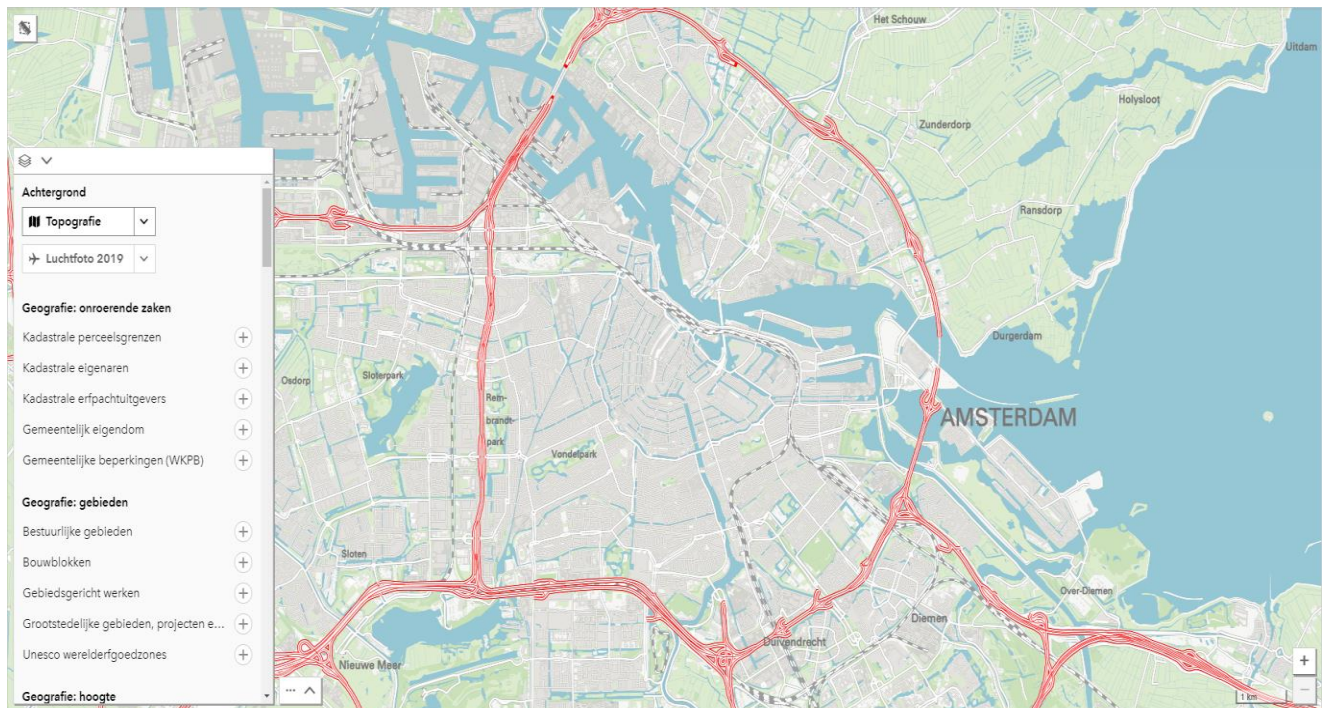 Achtergrond
Topografie
Luchtfoto 2019
Geografie: onroerende zaken
Kadastrale perceelsgrenzen
Kadastrale eigenaren
Kadastrale erfpachtuitgevers
Gemeentelijk eigendom
Gemeentelijke beperkingen (WKPB)
Geografie: gebieden
Bestuurlijke gebieden
Bouwblokken
Gebiedsgericht werken
Grootstedelijke gebieden, projecten e...
Unesco werelderfgoedzones
Geografie: hoogte
Het Schouw
Uitdam
Holysloot
Zunderdorp
Ransdorp
Durgerdam
Osdorp
Sloterpark
Rem-
brandt-
park
Vondelpark
AMSTERDAM
Sloten
Over-Diemen
Diemen
Duivendrecht
Nieuwe Meer
1 km